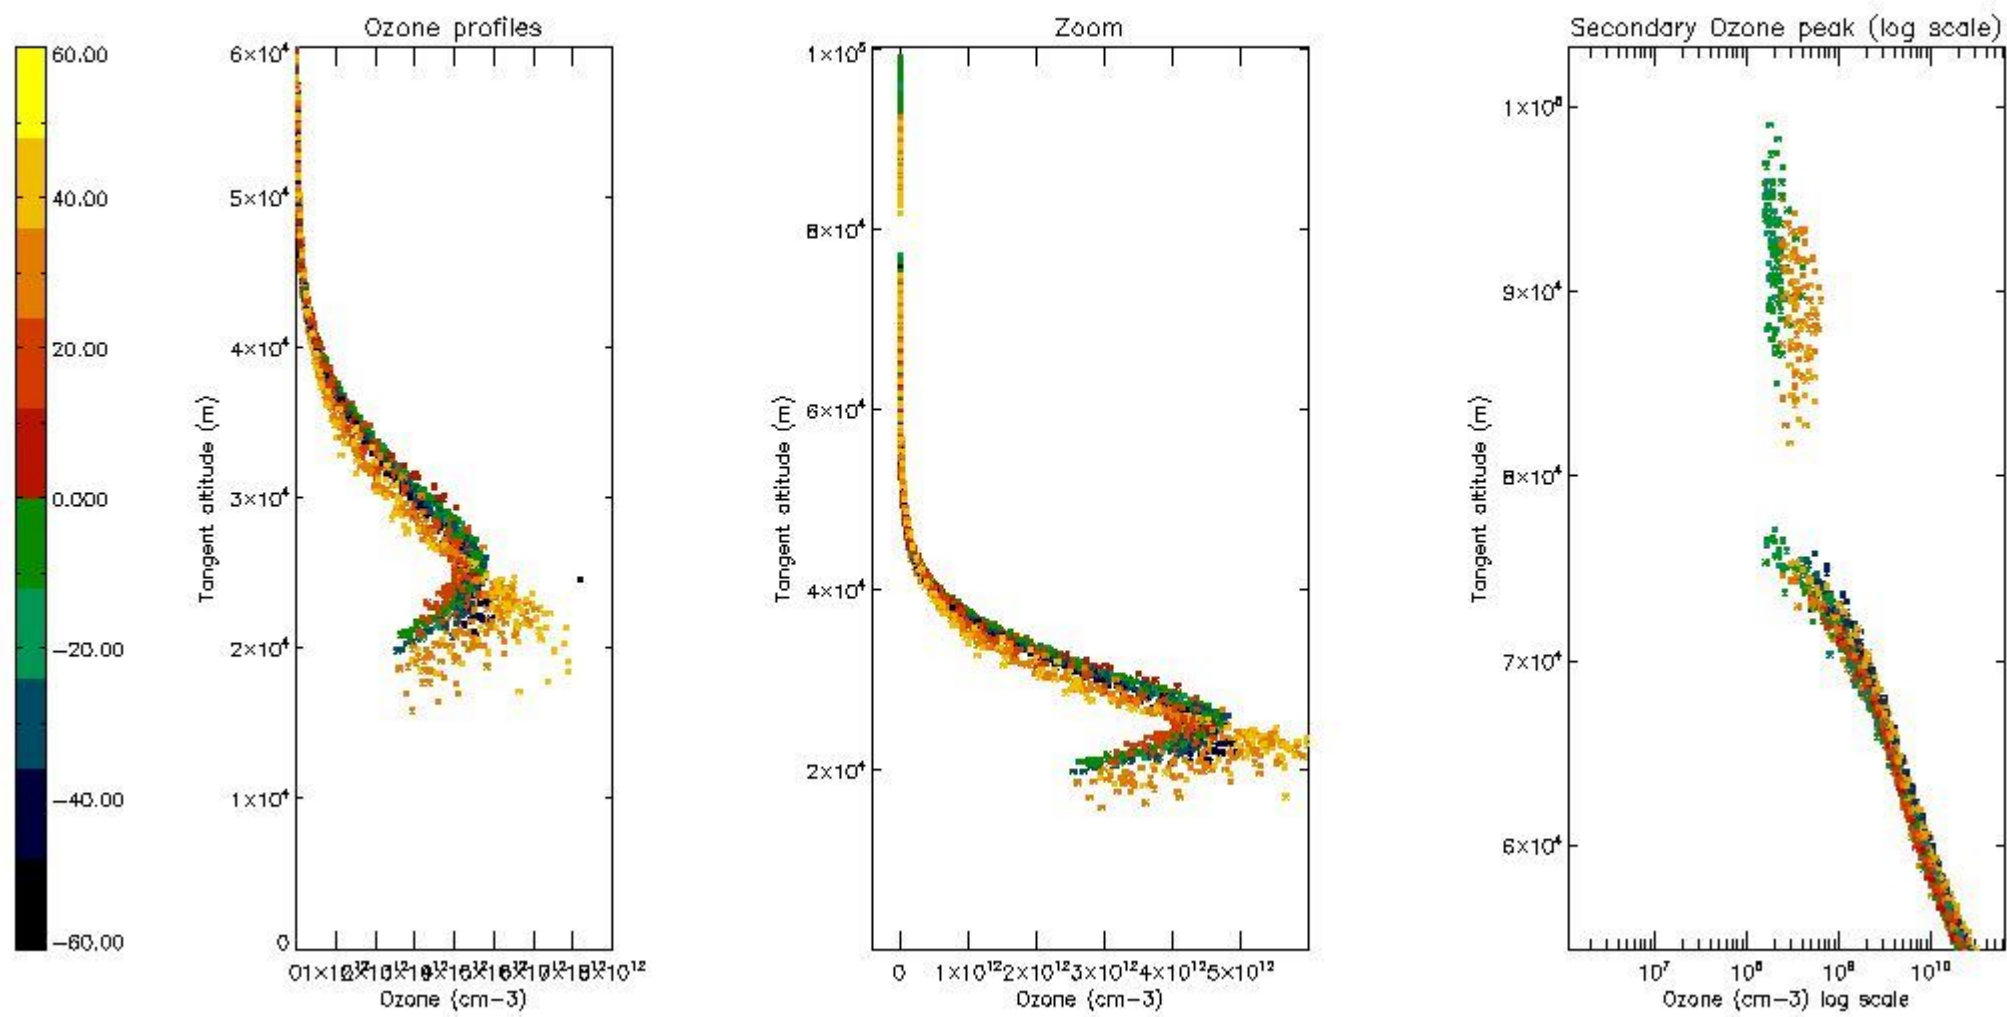 Ozone profiles
Zoom
Secondary Ozone peak (log scale)
60.00
40.00
20.00
0.000
−20.00
−40.00
−60.00
6×10⁴
5×10⁴
4×10⁴
3×10⁴
2×10⁴
1×10⁴
0
Tangent altitude (m)
Ozone (cm−3)
1×10⁵
8×10⁴
6×10⁴
4×10⁴
2×10⁴
Tangent altitude (m)
0 1×10¹² 2×10¹² 3×10¹² 4×10¹² 5×10¹²
Ozone (cm−3)
9×10⁴
8×10⁴
7×10⁴
6×10⁴
Tangent altitude (m)
10⁷ 10⁸ 10⁹ 10¹⁰
Ozone (cm−3) log scale